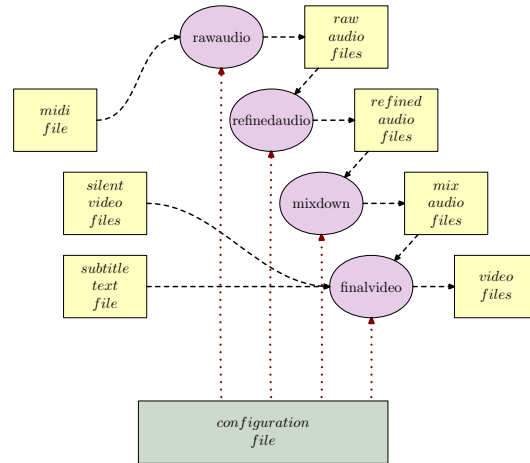 rawaudio
raw
audio
files
midi
file
refinedaudio
refined
audio
files
silent
video
files
mixdown
mix
audio
files
subtitle
text
file
finalvideo
video
files
configuration
file